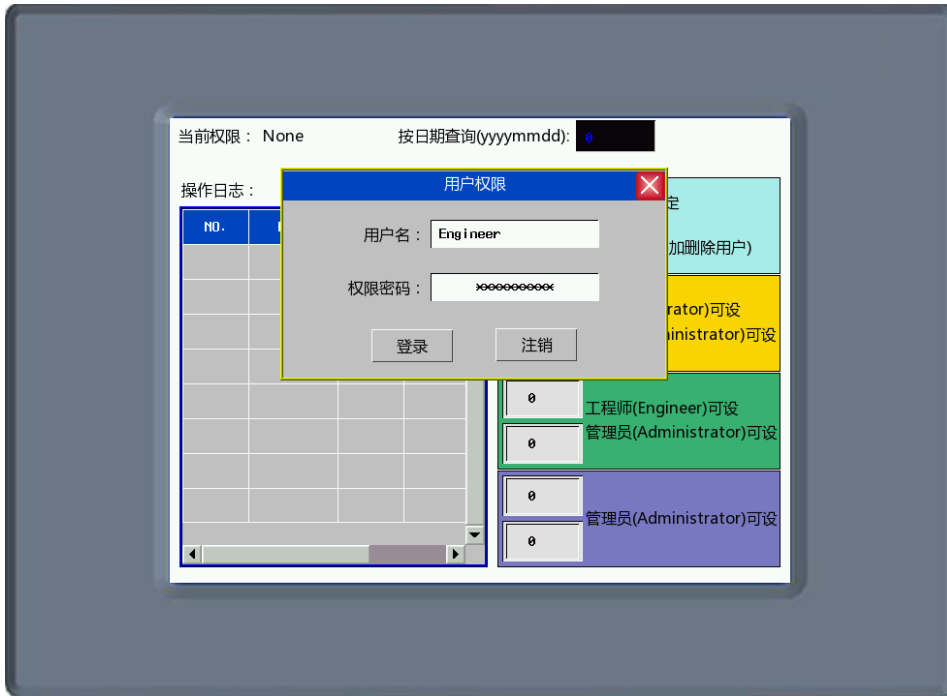 当前权限： None
按日期查询(yyyymmdd): 0
操作日志：
NO.
用户权限
用户名： Engineer
权限密码： xxxxxxxxxx
登录 注销
定
加删除用户)
rator)可设
inistrator)可设
0
工程师(Engineer)可设
管理员(Administrator)可设
0
0
管理员(Administrator)可设
0